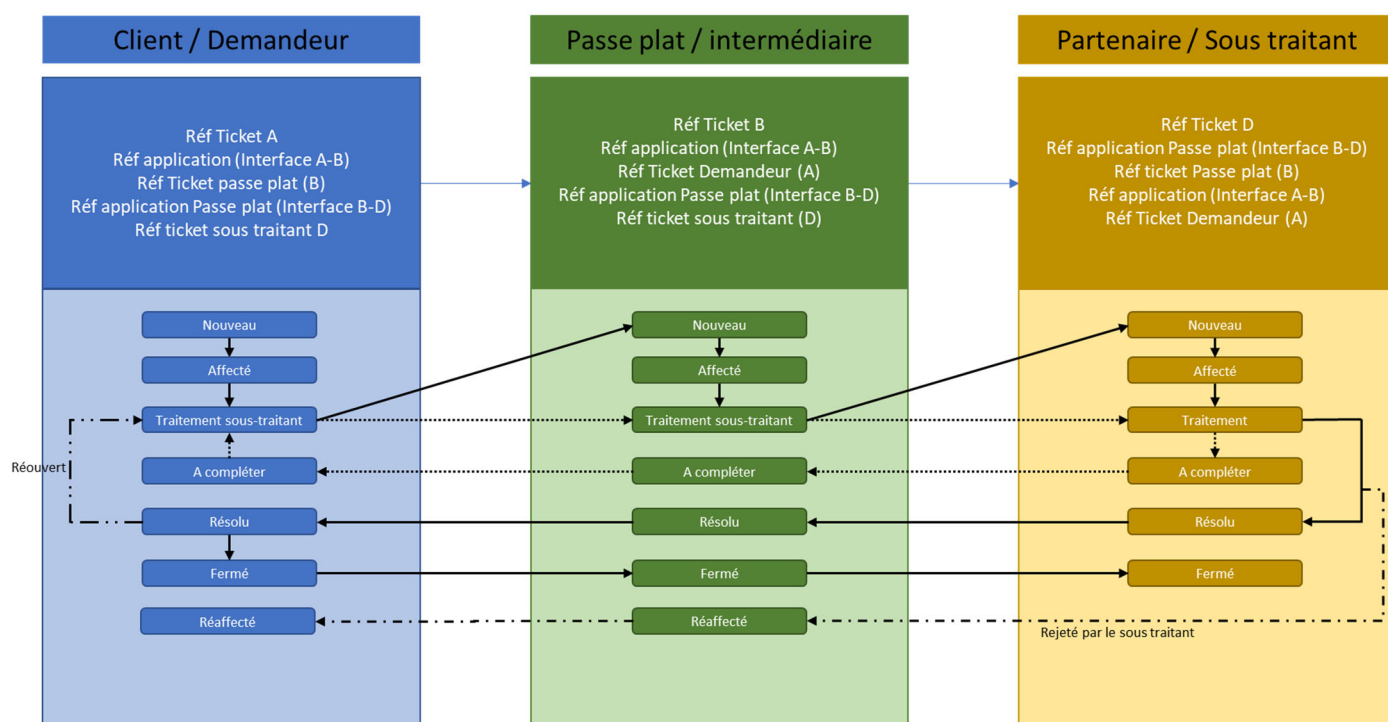 Client / Demandeur
Passe plat / intermédiaire
Partenaire / Sous traitant
Réf Ticket A
Réf application (Interface A-B)
Réf Ticket passe plat (B)
Réf application Passe plat (Interface B-D)
Réf ticket sous traitant D
Réf Ticket B
Réf application (Interface A-B)
Réf Ticket Demandeur (A)
Réf application Passe plat (Interface B-D)
Réf ticket sous traitant (D)
Réf Ticket D
Réf application Passe plat (Interface B-D)
Réf ticket Passe plat (B)
Réf application (Interface A-B)
Réf Ticket Demandeur (A)
Nouveau
Affecté
Traitement sous-traitant
A compléter
Résolu
Fermé
Réaffecté
Réouvert
Nouveau
Affecté
Traitement sous-traitant
A compléter
Résolu
Fermé
Réaffecté
Nouveau
Affecté
Traitement
A compléter
Résolu
Fermé
Rejeté par le sous traitant